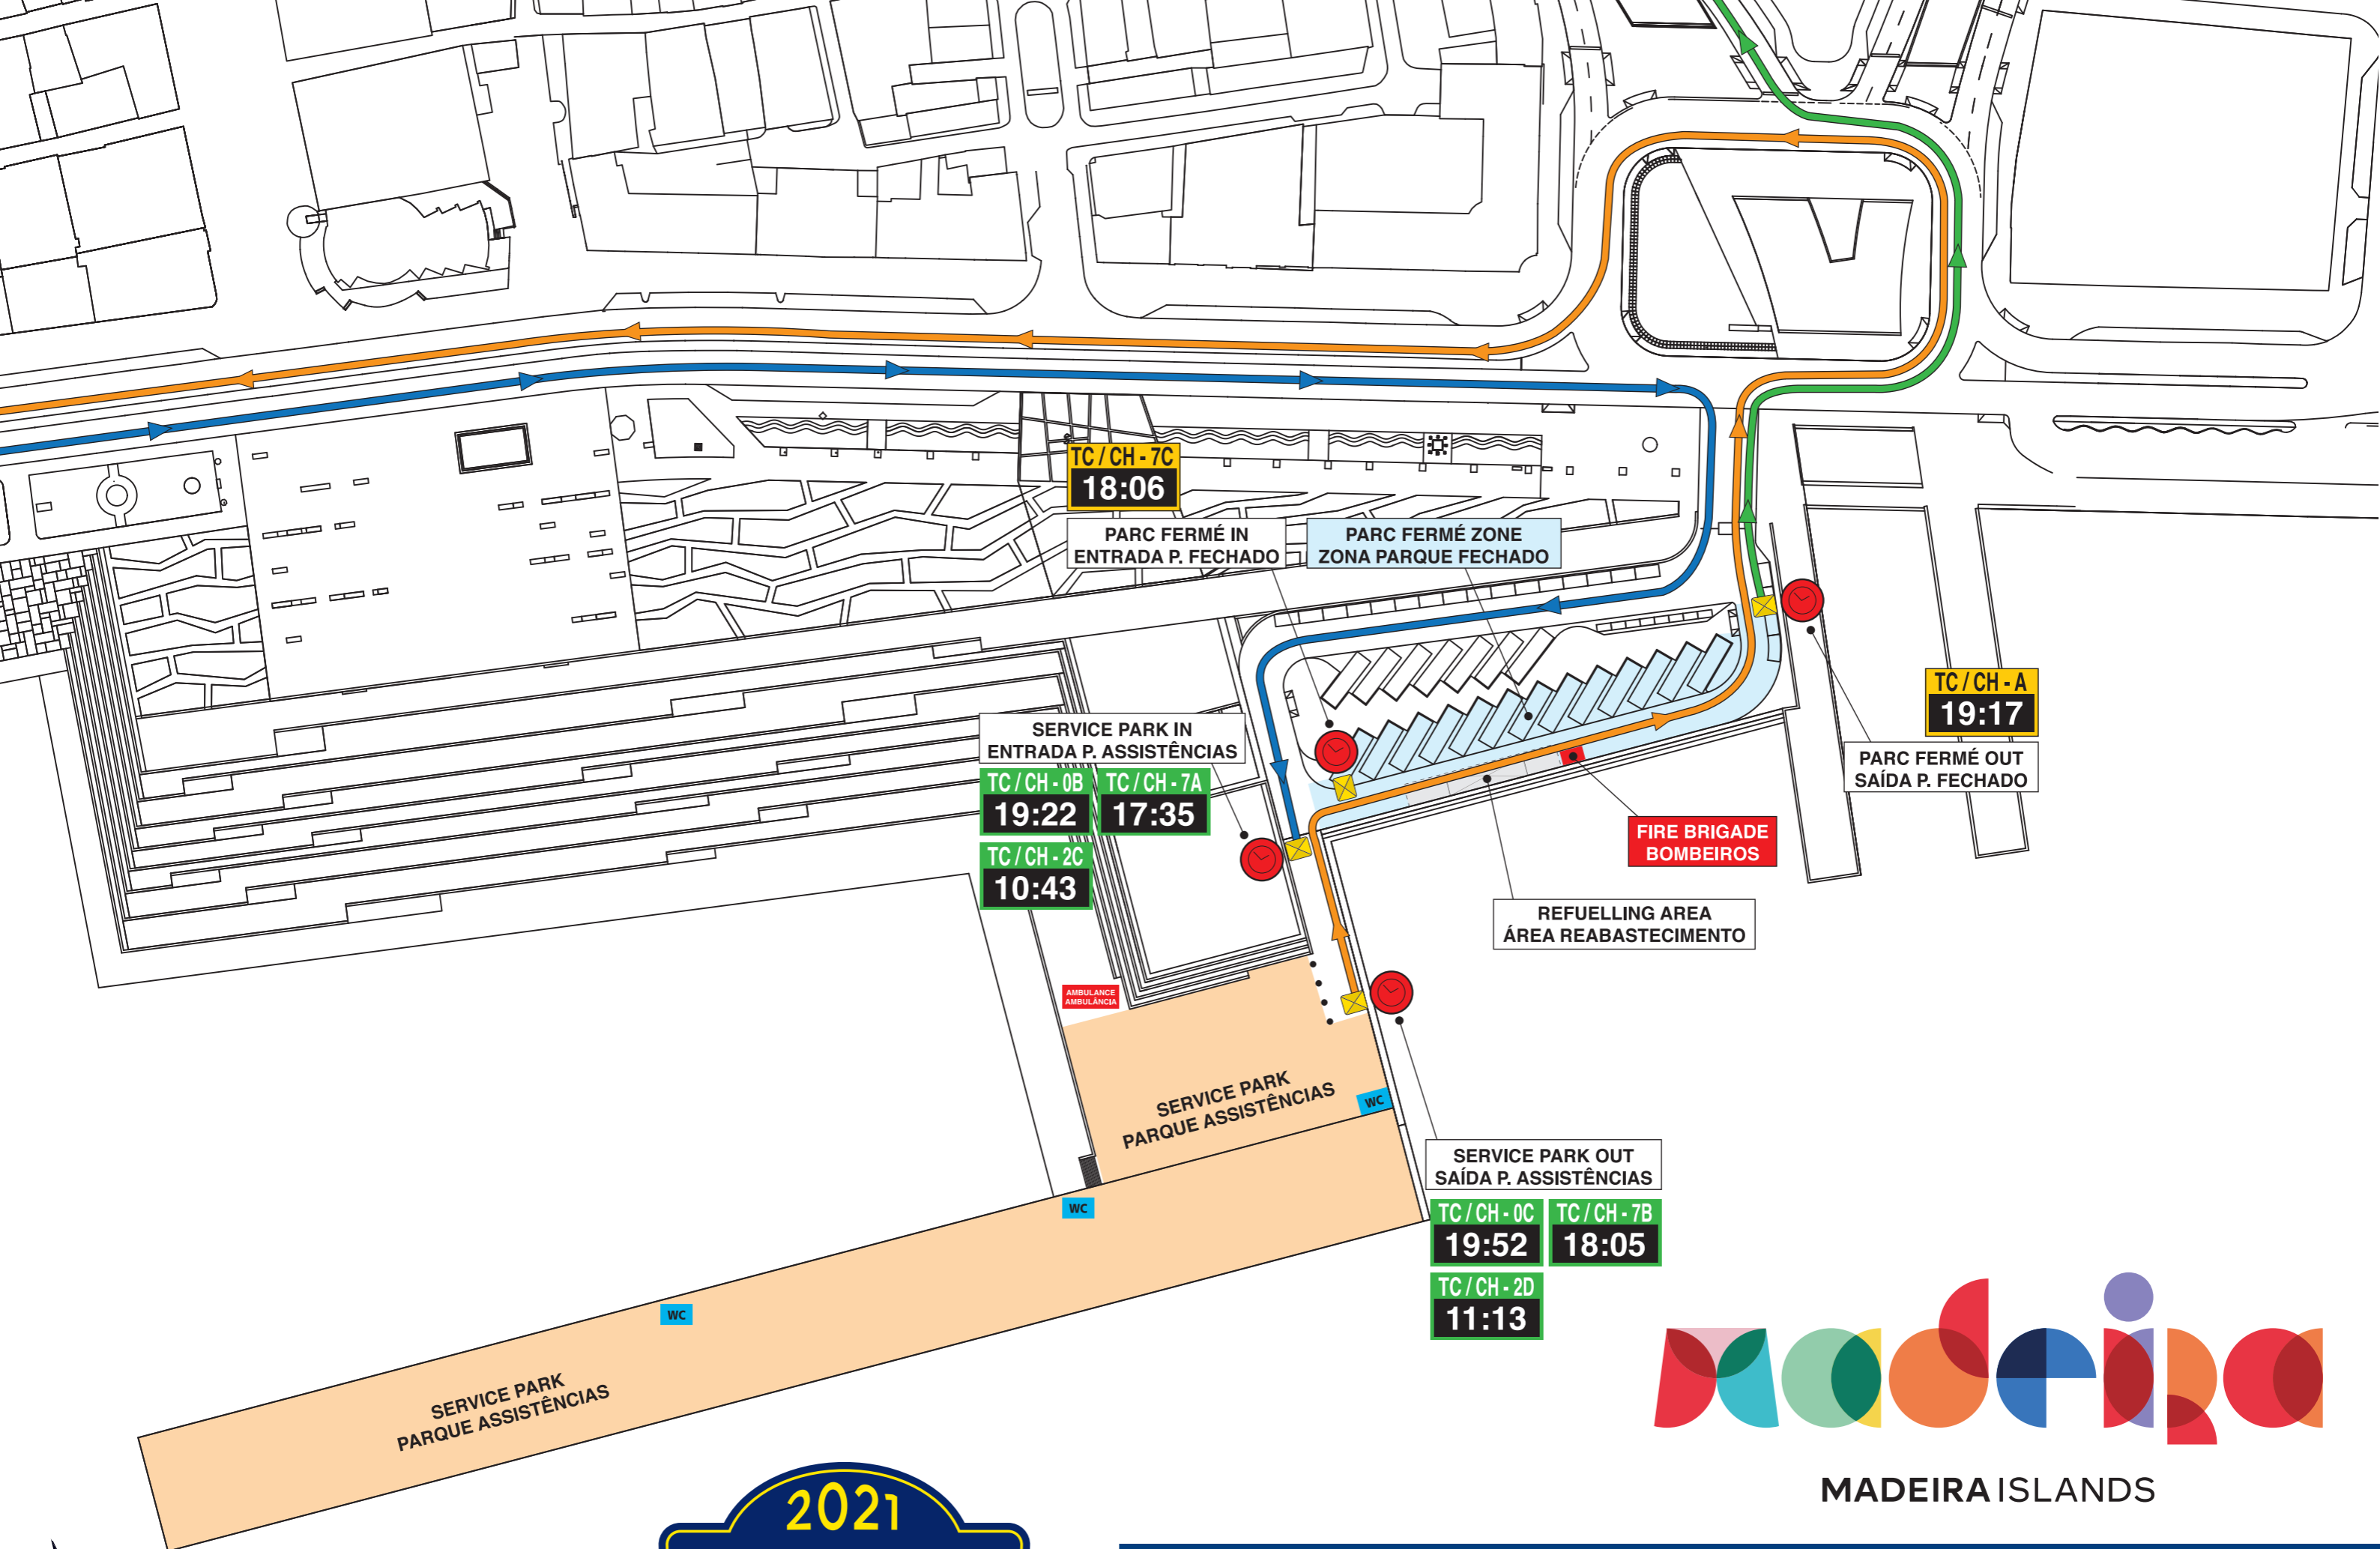 TC / CH - 7C
18:06
PARC FERMÉ IN
ENTRADA P. FECHADO
PARC FERMÉ ZONE
ZONA PARQUE FECHADO
TC / CH - A
19:17
PARC FERMÉ OUT
SAÍDA P. FECHADO
SERVICE PARK IN
ENTRADA P. ASSISTÊNCIAS
TC / CH - 0B
19:22
TC / CH - 7A
17:35
TC / CH - 2C
10:43
FIRE BRIGADE
BOMBEIROS
REFUELLING AREA
ÁREA REABASTECIMENTO
AMBULANCE
AMBULÂNCIA
SERVICE PARK
PARQUE ASSISTÊNCIAS
WC
SERVICE PARK OUT
SAÍDA P. ASSISTÊNCIAS
TC / CH - 0C
19:52
TC / CH - 7B
18:05
TC / CH - 2D
11:13
WC
WC
SERVICE PARK
PARQUE ASSISTÊNCIAS
madeira
MADEIRA ISLANDS
2021